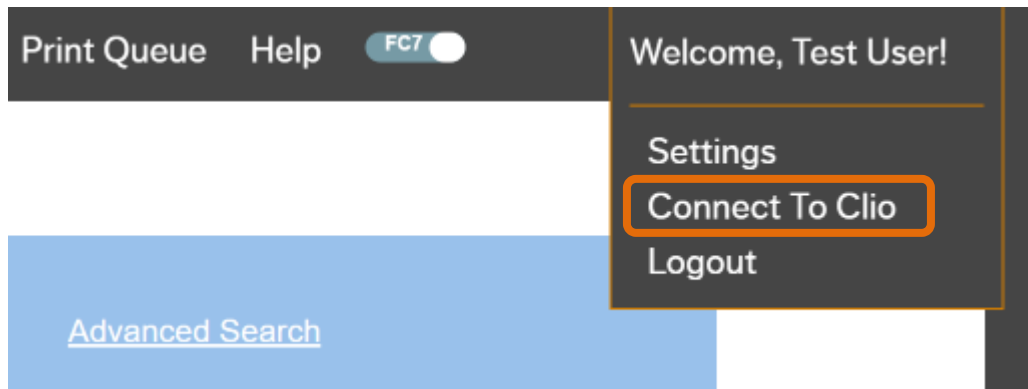 Print Queue Help FC7
Welcome, Test User!
Settings
Connect To Clio
Logout
Advanced Search